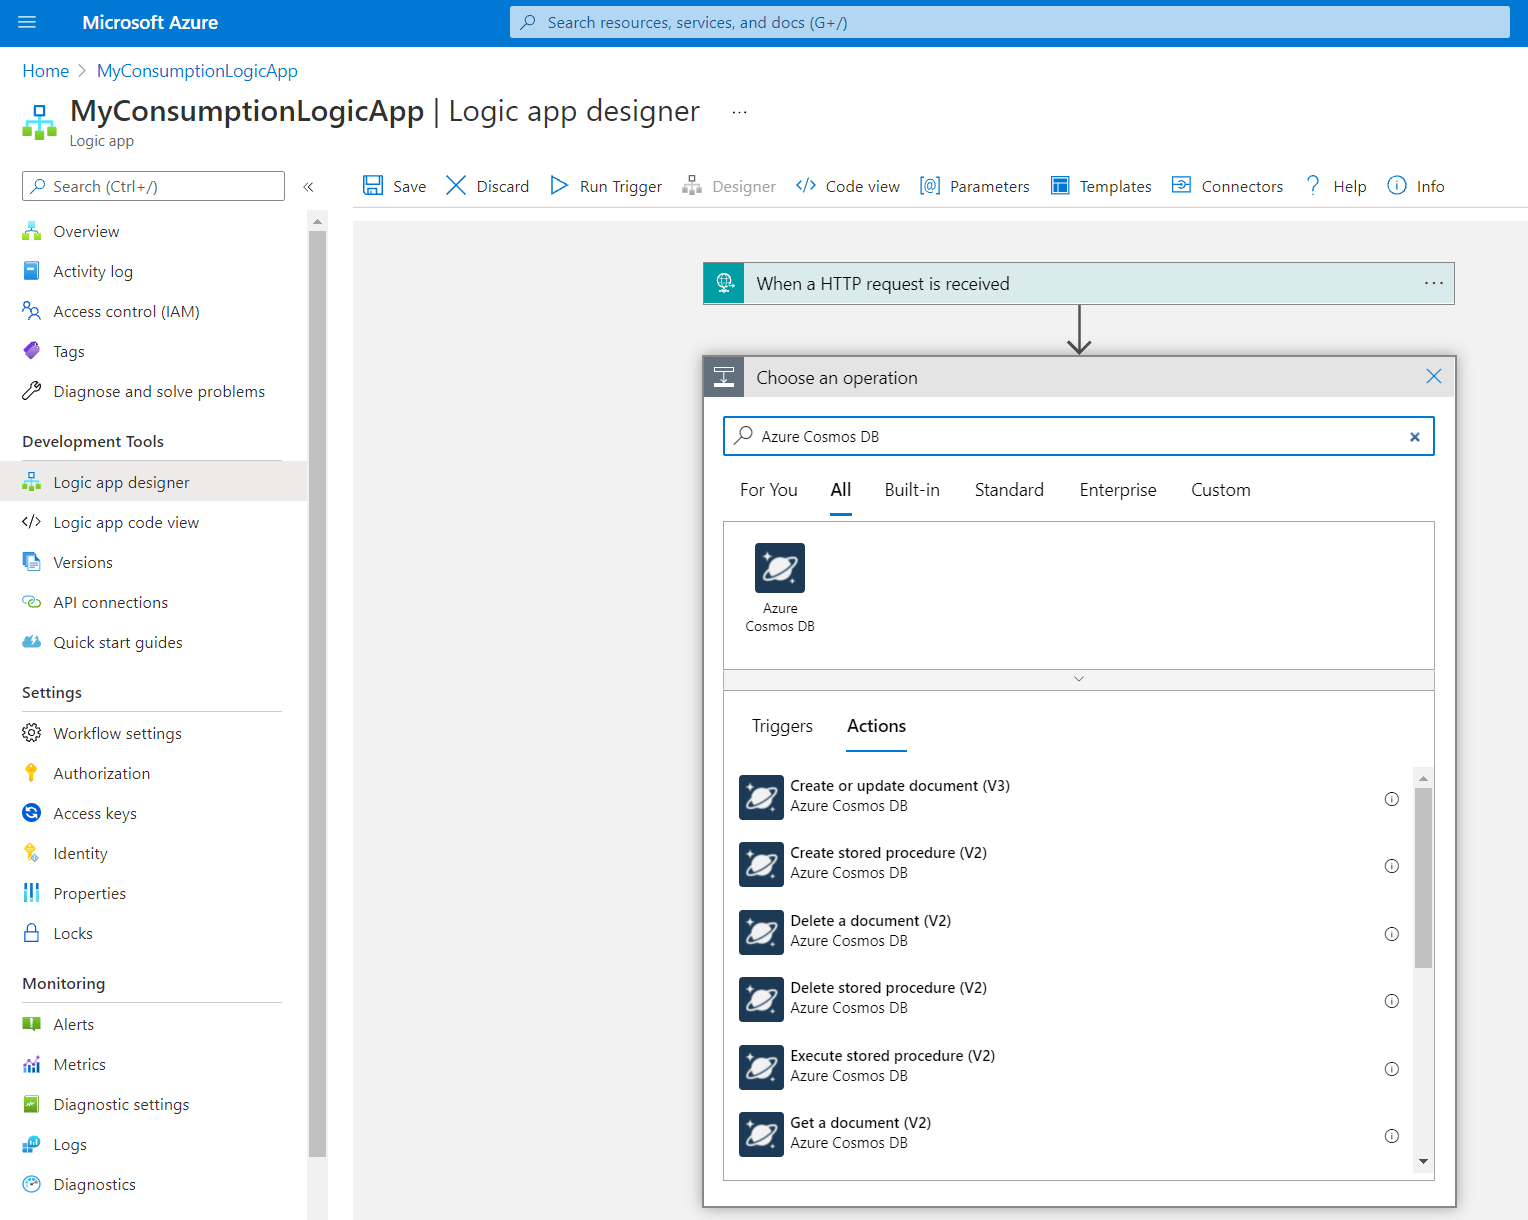 Microsoft Azure
Search resources, services, and docs (G+/)
Home > MyConsumptionLogicApp
MyConsumptionLogicApp | Logic app designer ...
Logic app
Search (Ctrl+/)
«
Save
Discard
Run Trigger
Designer
Code view
Parameters
Templates
Connectors
Help
Info
Overview
Activity log
Access control (IAM)
Tags
Diagnose and solve problems
Development Tools
Logic app designer
Logic app code view
Versions
API connections
Quick start guides
Settings
Workflow settings
Authorization
Access keys
Identity
Properties
Locks
Monitoring
Alerts
Metrics
Diagnostic settings
Logs
Diagnostics
When a HTTP request is received ...
Choose an operation
Azure Cosmos DB
For You
All
Built-in
Standard
Enterprise
Custom
Azure
Cosmos DB
Triggers
Actions
Create or update document (V3)
Azure Cosmos DB
Create stored procedure (V2)
Azure Cosmos DB
Delete a document (V2)
Azure Cosmos DB
Delete stored procedure (V2)
Azure Cosmos DB
Execute stored procedure (V2)
Azure Cosmos DB
Get a document (V2)
Azure Cosmos DB